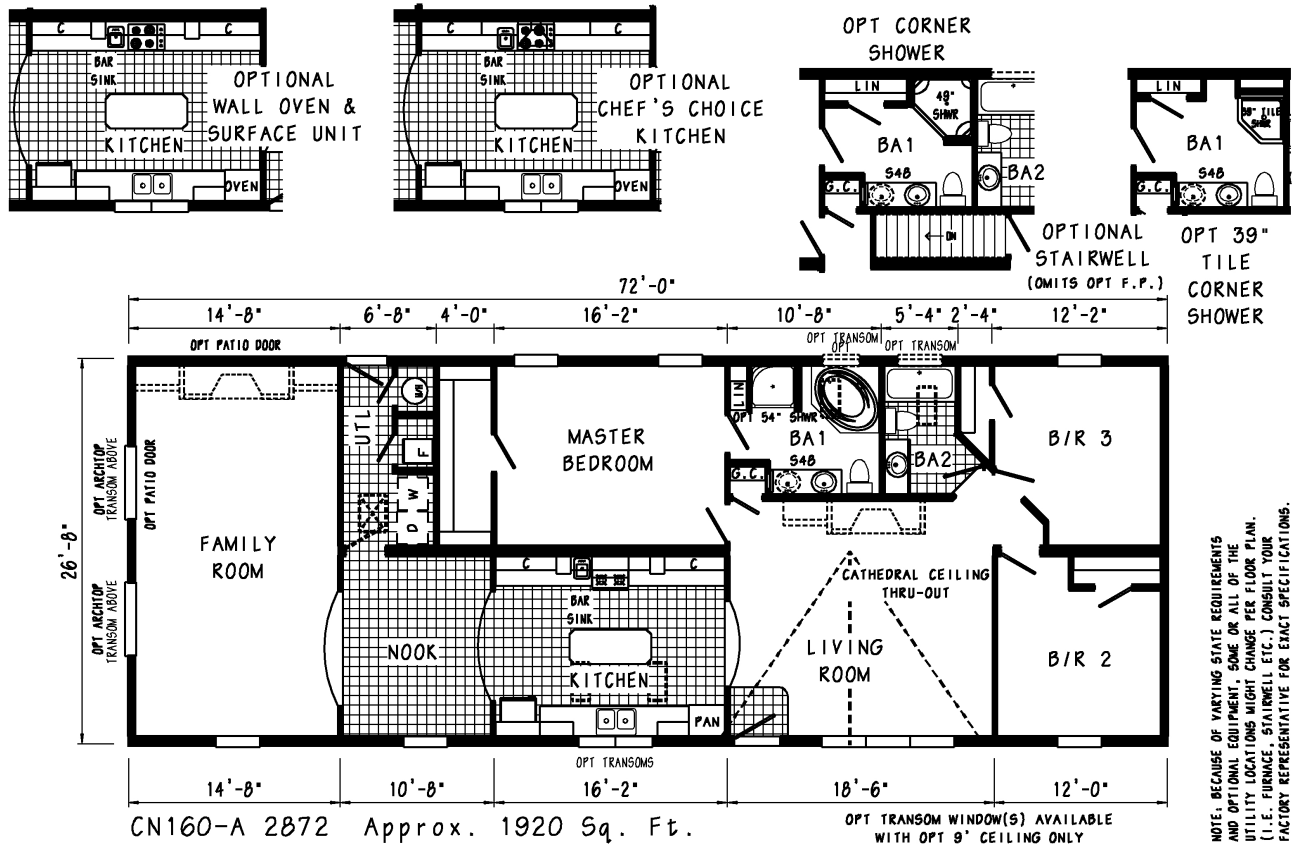 C
C
BAR
SINK
OPTIONAL
WALL OVEN &
SURFACE UNIT
KITCHEN
OVEN
C
C
BAR
SINK
OPTIONAL
CHEF'S CHOICE
KITCHEN
KITCHEN
OVEN
OPT CORNER
SHOWER
LIN
49"
SHWR
BA1
S48
G.C.
BA2
DN
OPTIONAL
STAIRWELL
(OMITS OPT F.P.)
LIN
BA1
S48
G.C.
OPT 39"
TILE
CORNER
SHOWER
72'-0"
14'-8"
6'-8"
4'-0"
16'-2"
10'-8"
5'-4"
2'-4"
12'-2"
OPT PATIO DOOR
OPT TRANSOM
OPT
OPT TRANSOM
26'-8"
OPT ARCHTOP
TRANSOM ABOVE
OPT PATIO DOOR
OPT ARCHTOP
TRANSOM ABOVE
FAMILY
ROOM
UTL
WH
F
W
D
MASTER
BEDROOM
LIN
OPT 54" SHWR
BA1
S48
G.C.
BA2
B/R 3
NOOK
C
C
BAR
SINK
KITCHEN
PAN
CATHEDRAL CEILING
THRU-OUT
LIVING
ROOM
B/R 2
OPT TRANSOMS
14'-8"
10'-8"
16'-2"
18'-6"
12'-0"
CN160-A 2872 Approx. 1920 Sq. Ft.
OPT TRANSOM WINDOW(S) AVAILABLE
WITH OPT 9' CEILING ONLY
NOTE: BECAUSE OF VARYING STATE REQUIREMENTS
AND OPTIONAL EQUIPMENT, SOME OR ALL OF THE
UTILITY LOCATIONS MIGHT CHANGE PER FLOOR PLAN.
(I.E. FURNACE, STAIRWELL ETC.) CONSULT YOUR
FACTORY REPRESENTATIVE FOR EXACT SPECIFICATIONS.